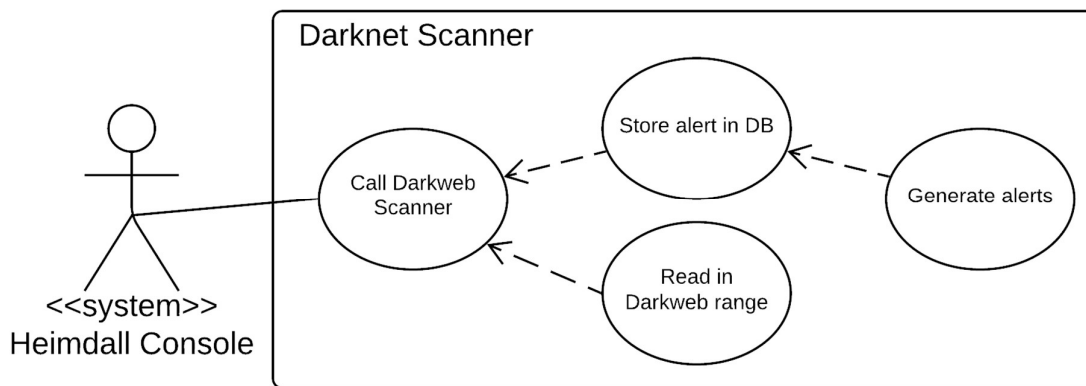 Darknet Scanner
Store alert in DB
Call Darkweb
Scanner
Generate alerts
Read in
Darkweb range
<<system>>
Heimdall Console